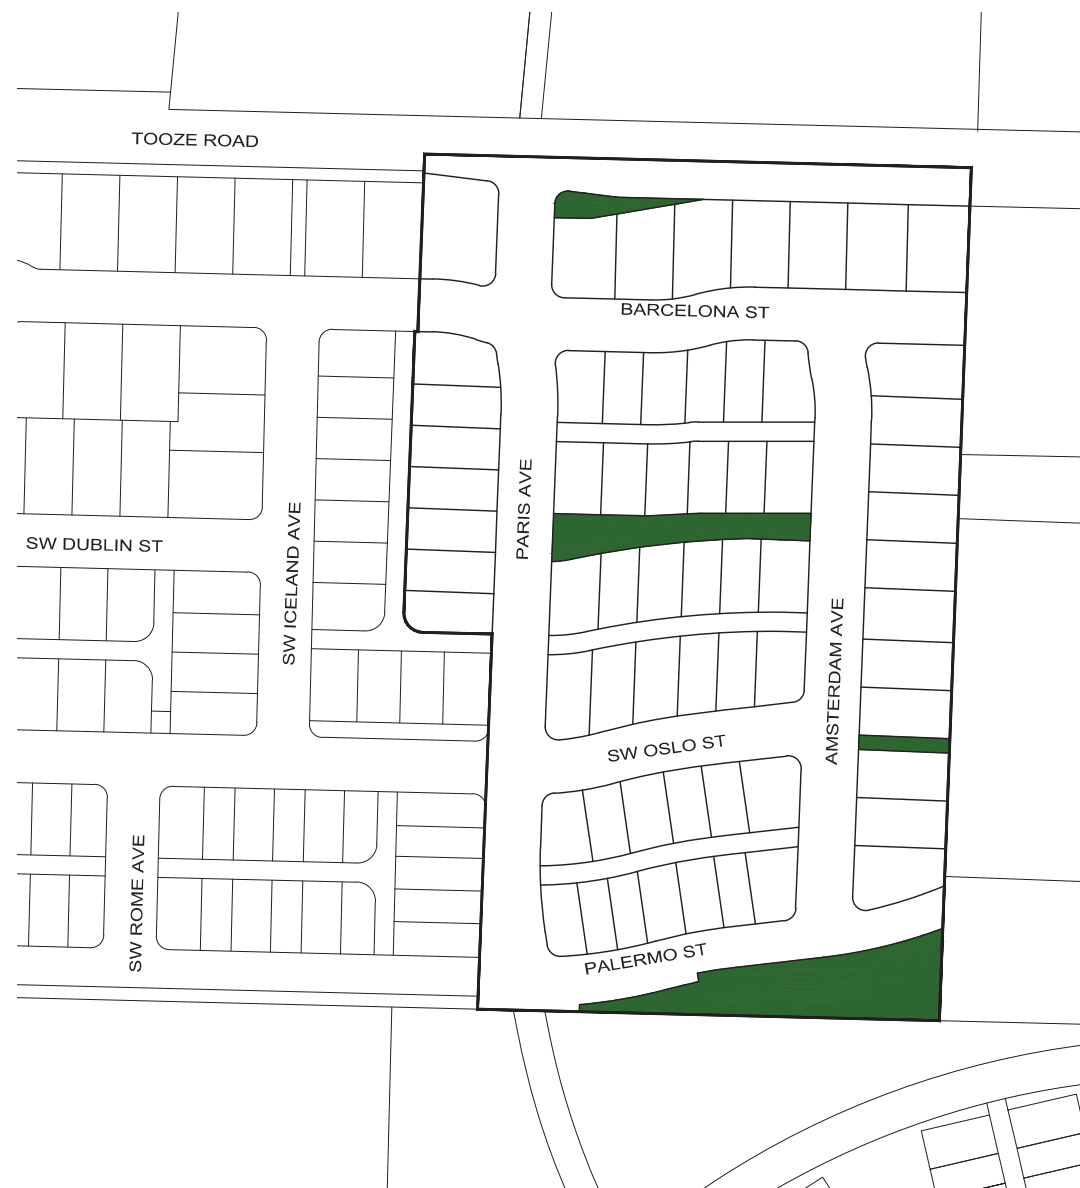 TOOZE ROAD
BARCELONA ST
PARIS AVE
SW ICELAND AVE
SW DUBLIN ST
AMSTERDAM AVE
SW OSLO ST
SW ROME AVE
PALERMO ST